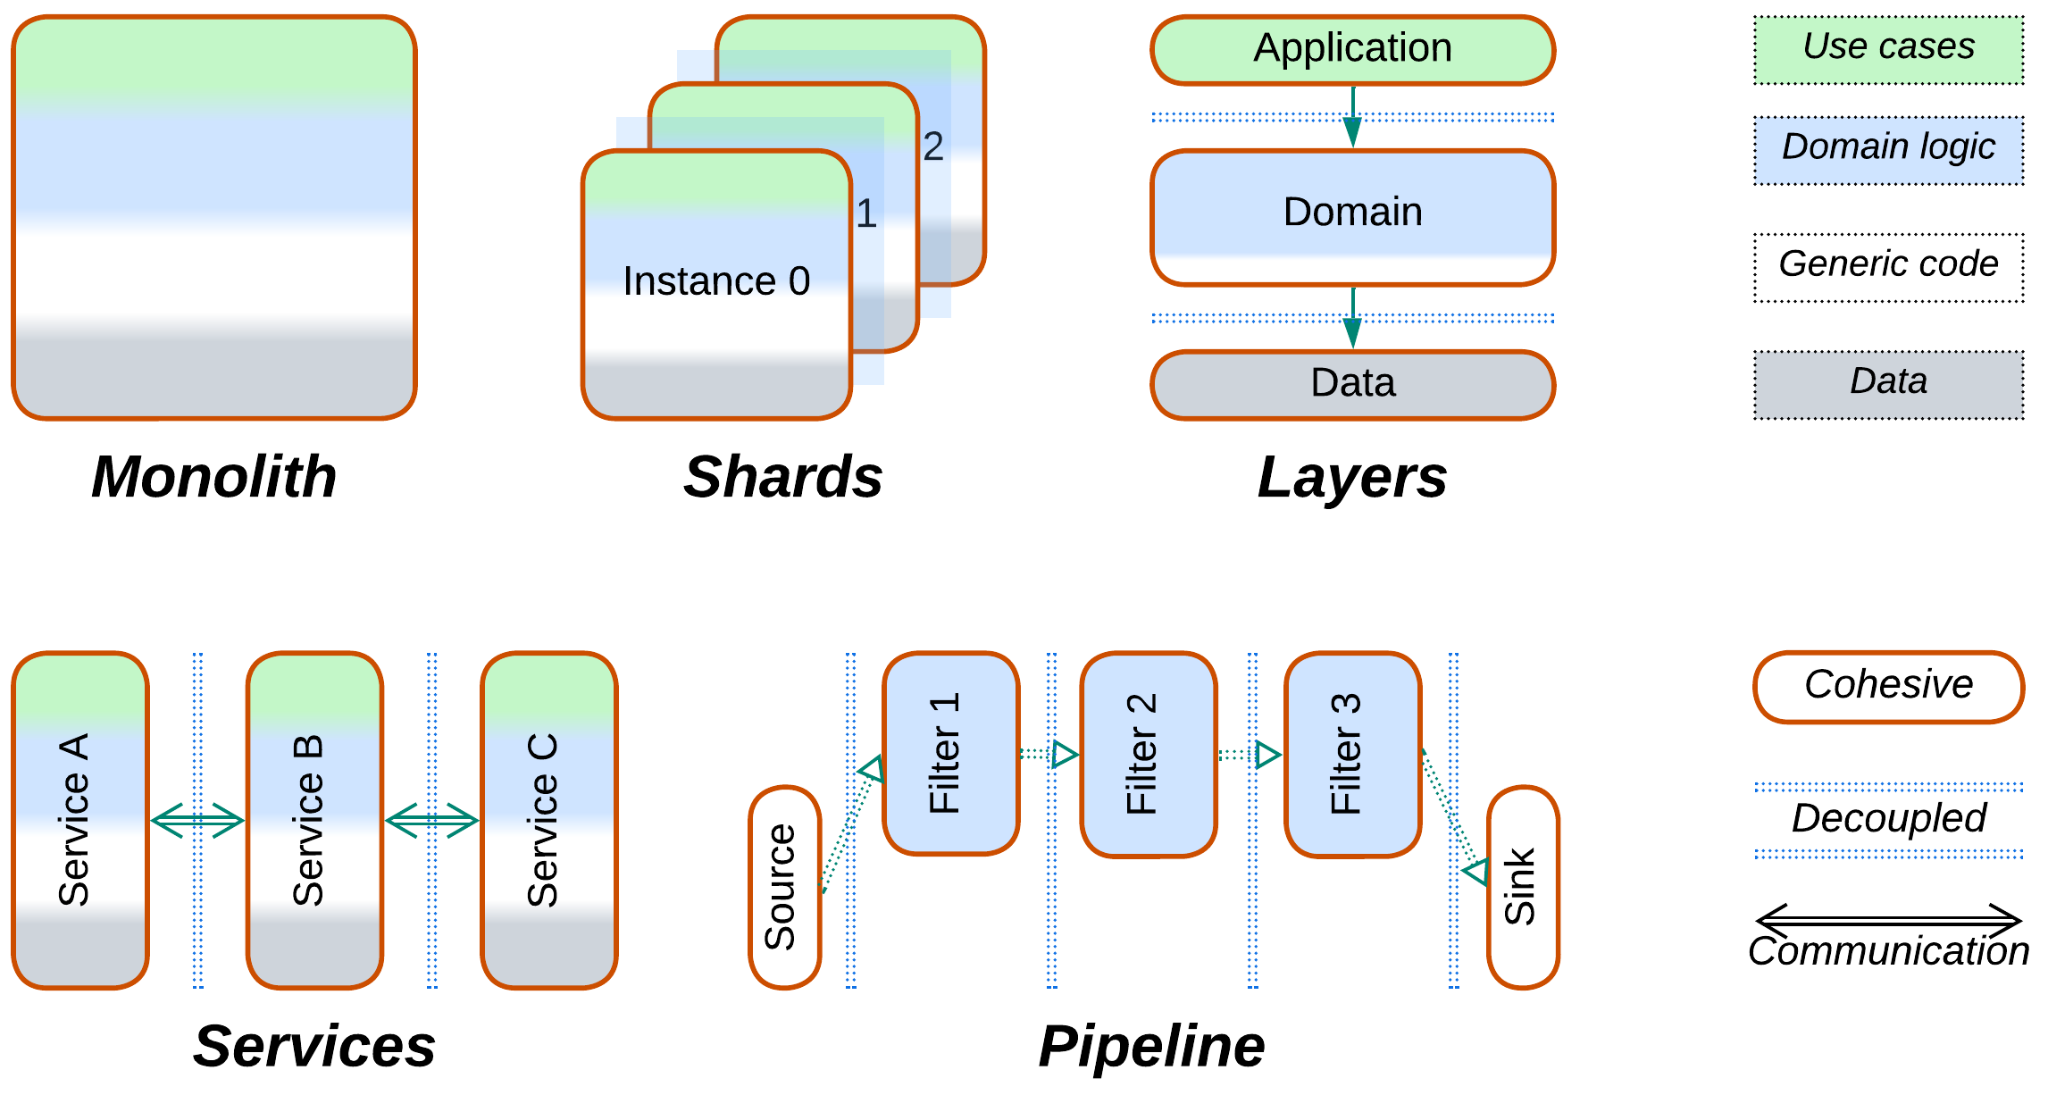 Monolith
Instance 0
1
2
Shards
Application
Domain
Data
Layers
Use cases
Domain logic
Generic code
Data
Service A
Service B
Service C
Services
Source
Filter 1
Filter 2
Filter 3
Sink
Pipeline
Cohesive
Decoupled
Communication